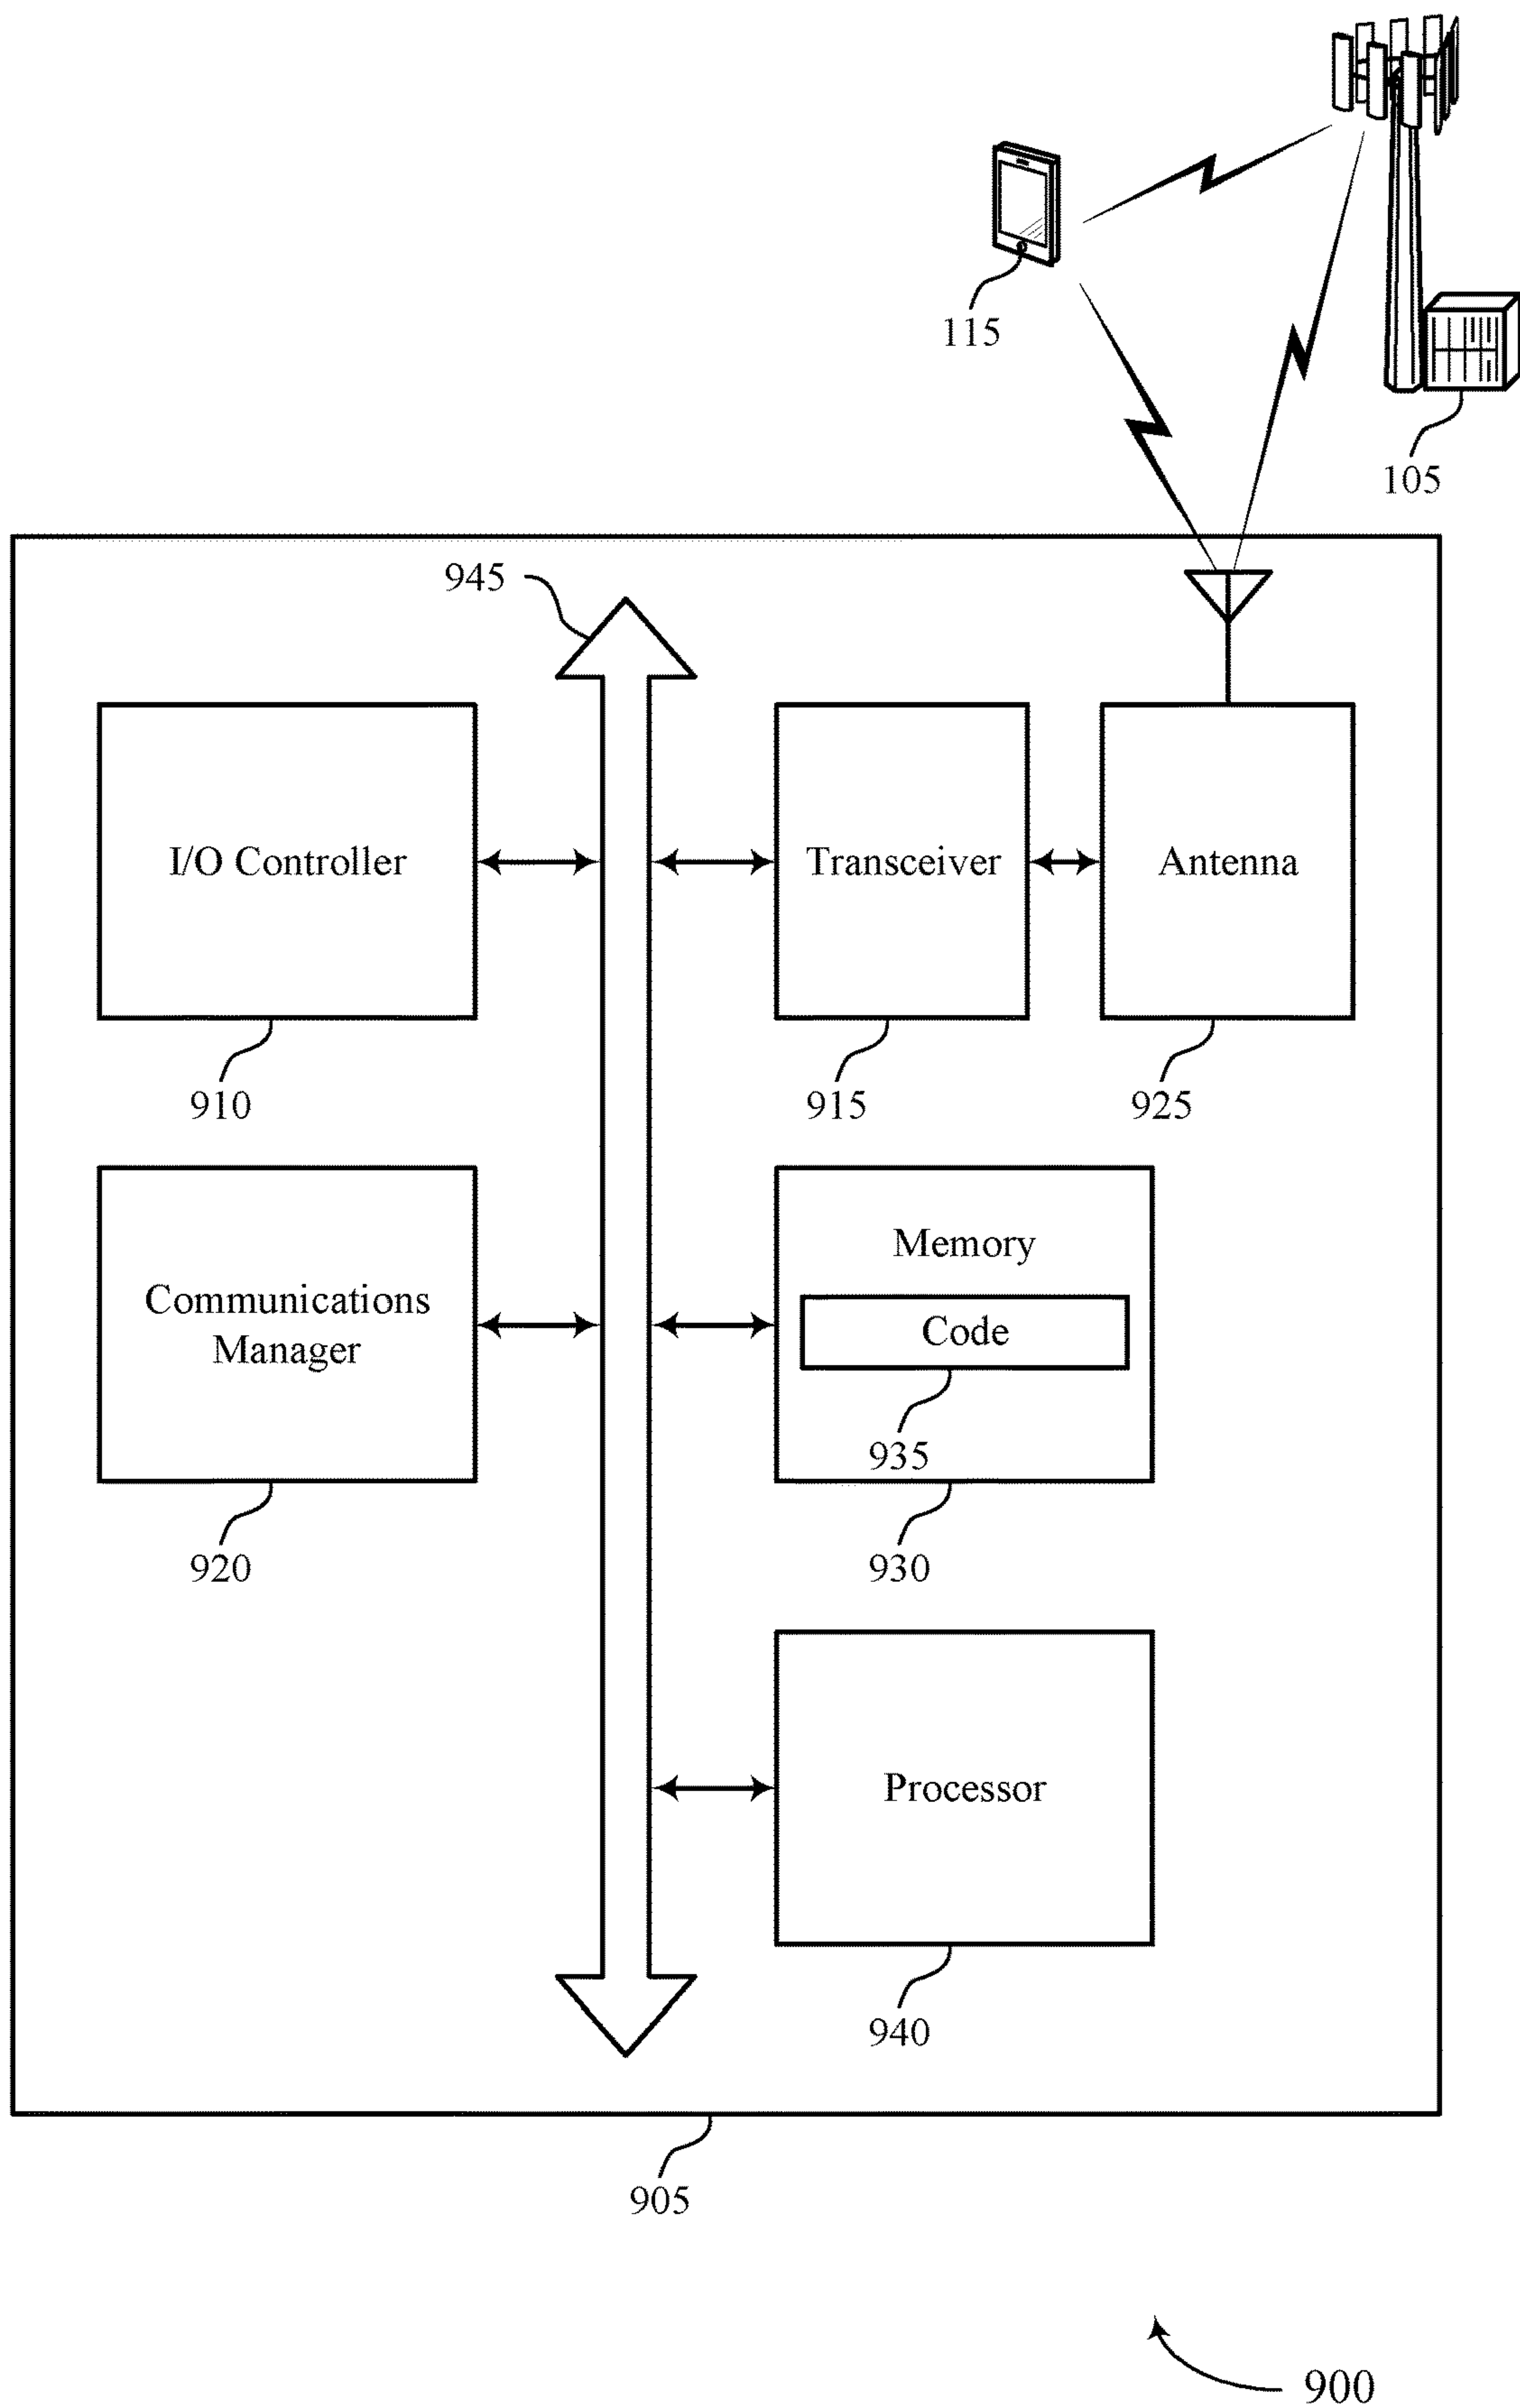 115
105
945
I/O Controller
Transceiver
Antenna
910
915
925
Communications
Manager
Memory
Code
935
920
930
Processor
940
905
900